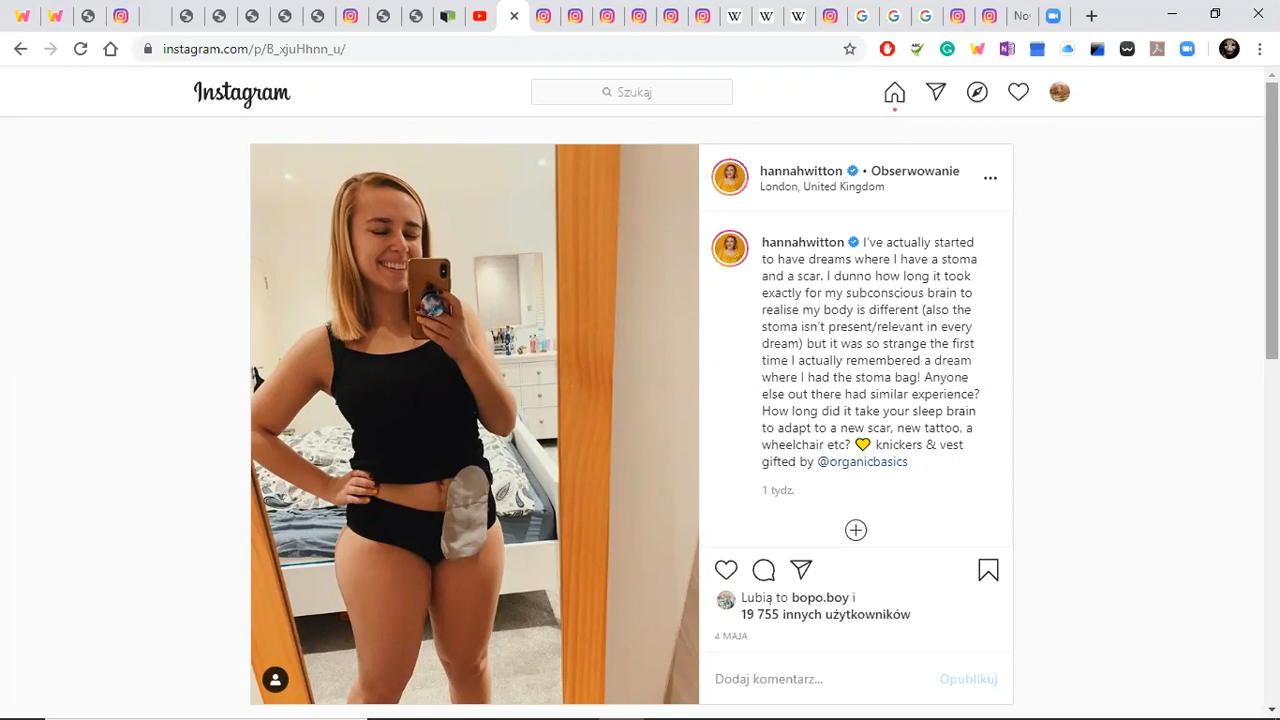 No
instagram.com/p/B_xjuHhnn_u/
Instagram
Szukaj
hannahwitton • Obserwowanie
London, United Kingdom
hannahwitton I've actually started
to have dreams where I have a stoma
and a scar. I dunno how long it took
exactly for my subconscious brain to
realise my body is different (also the
stoma isn't present/relevant in every
dream) but it was so strange the first
time I actually remembered a dream
where I had the stoma bag! Anyone
else out there had similar experience?
How long did it take your sleep brain
to adapt to a new scar, new tattoo, a
wheelchair etc? 💛 knickers & vest
gifted by @organicbasics
1 tydz.
Lubią to bopo.boy i
19 755 innych użytkowników
4 MAJA
Dodaj komentarz...
Opublikuj